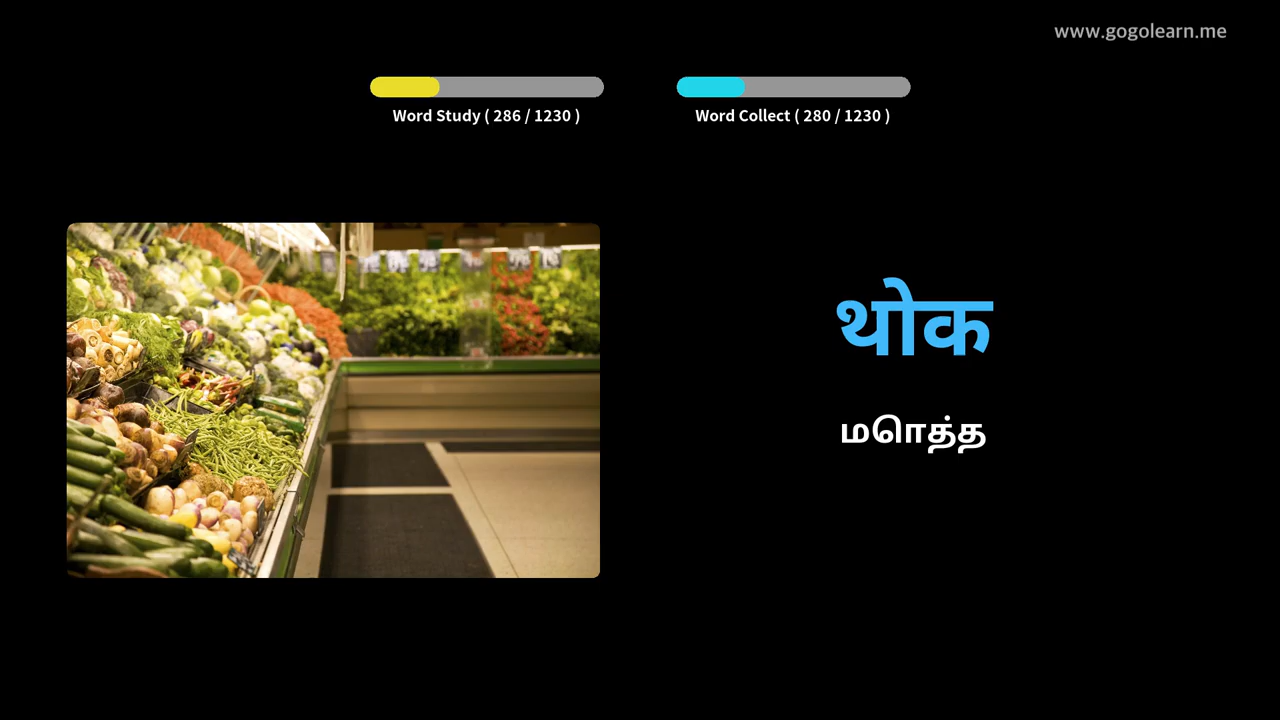 www.gogolearn.me
Word Study ( 286 / 1230 )
Word Collect ( 280 / 1230 )
थोक
மொத்த